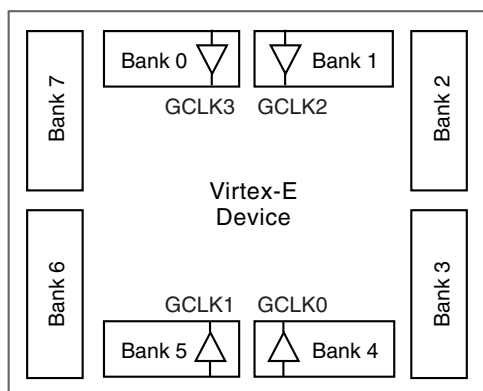 Bank 0
Bank 1
GCLK3
GCLK2
Bank 7
Bank 2
Virtex-E
Device
Bank 6
Bank 3
GCLK1
GCLK0
Bank 5
Bank 4